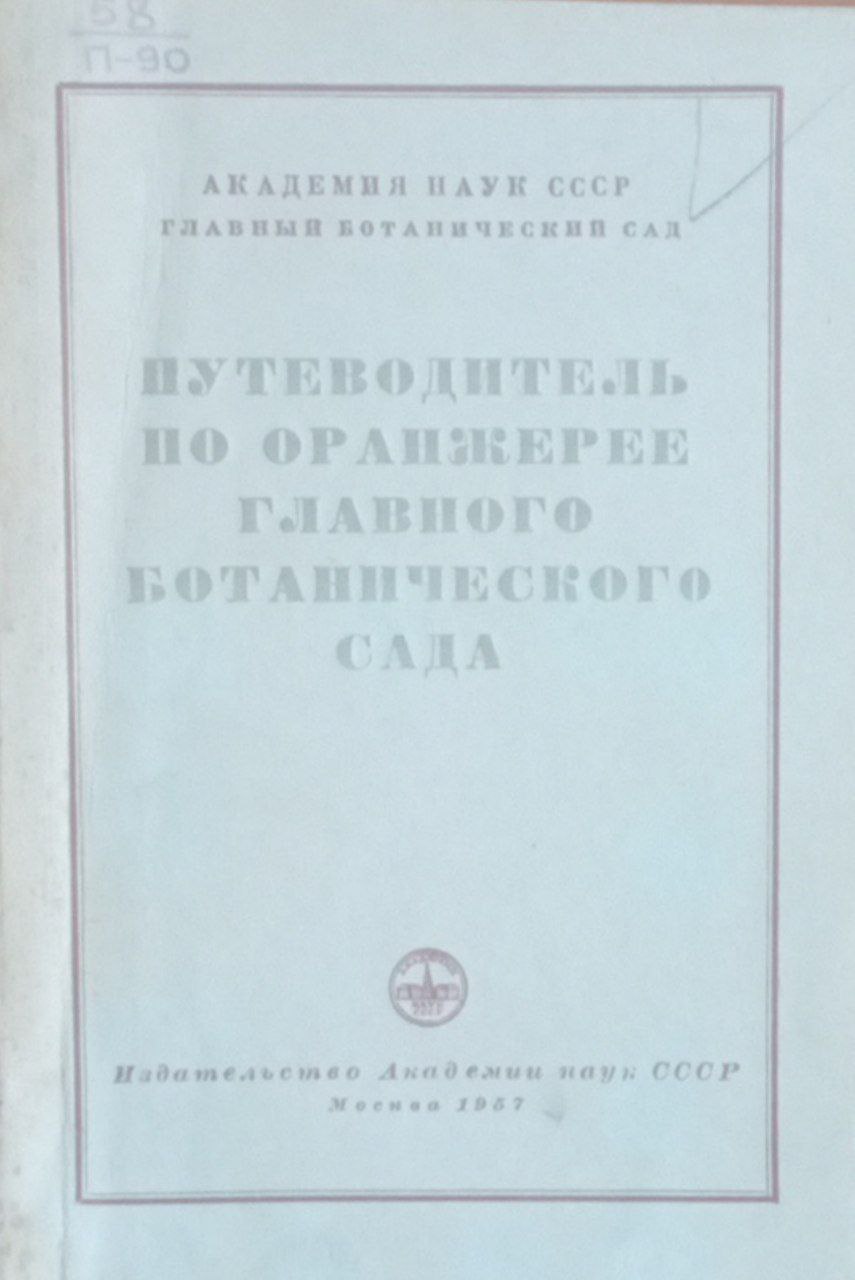 58
П-90
АКАДЕМИЯ НАУК СССР
ГЛАВНЫЙ БОТАНИЧЕСКИЙ САД
ПУТЕВОДИТЕЛЬ
ПО ОРАНЖЕРЕЕ
ГЛАВНОГО
БОТАНИЧЕСКОГО
САДА
Издательство Академии наук СССР
Москва 1957